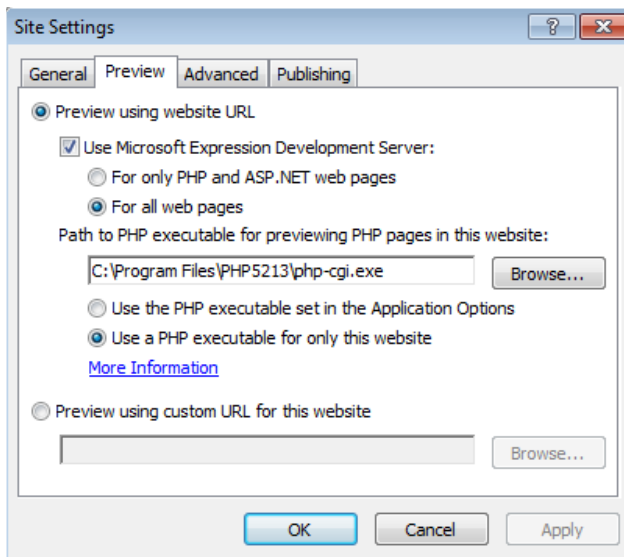 Site Settings
General Preview Advanced Publishing
Preview using website URL
Use Microsoft Expression Development Server:
For only PHP and ASP.NET web pages
For all web pages
Path to PHP executable for previewing PHP pages in this website:
C:\Program Files\PHP5213\php-cgi.exe Browse...
Use the PHP executable set in the Application Options
Use a PHP executable for only this website
More Information
Preview using custom URL for this website
Browse...
OK Cancel Apply